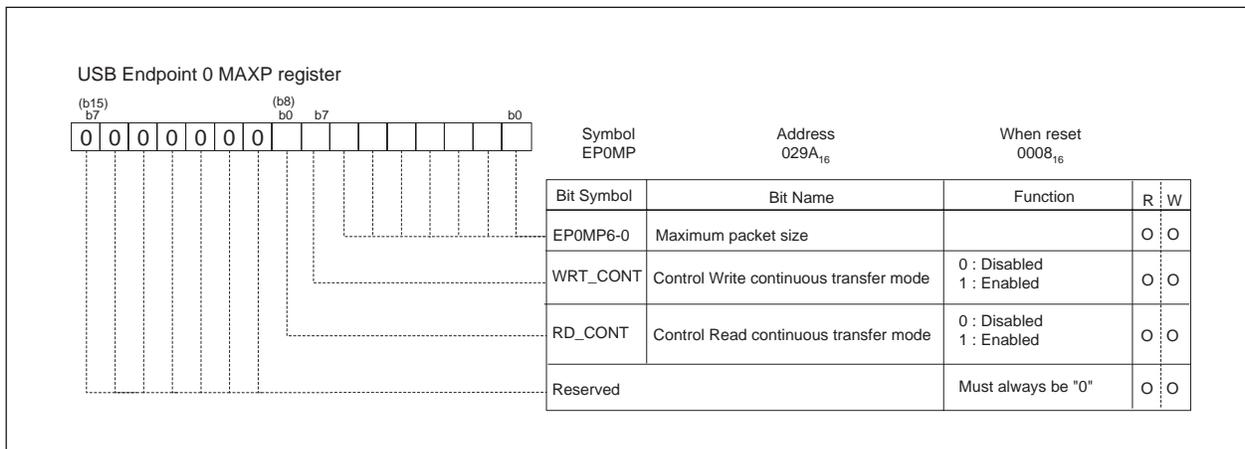 USB Endpoint 0 MAXP register
(b15) (b8)
b7 b0 b7 b0
0 0 0 0 0 0 0
Symbol Address When reset
EP0MP 029A₁₆ 0008₁₆
Bit Symbol Bit Name Function R W
EP0MP6-0 Maximum packet size O O
WRT_CONT Control Write continuous transfer mode 0 : Disabled
1 : Enabled O O
RD_CONT Control Read continuous transfer mode 0 : Disabled
1 : Enabled O O
Reserved Must always be "0" O O